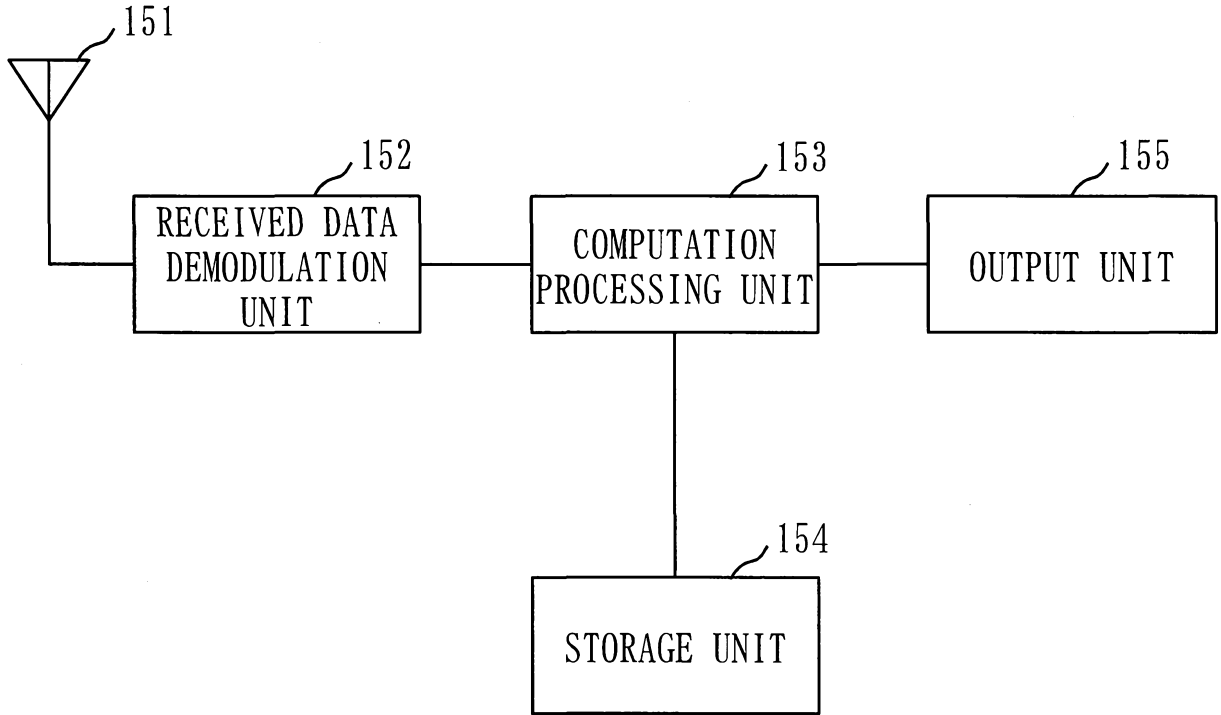 151
152
RECEIVED DATA
DEMODULATION
UNIT
153
COMPUTATION
PROCESSING UNIT
155
OUTPUT UNIT
154
STORAGE UNIT